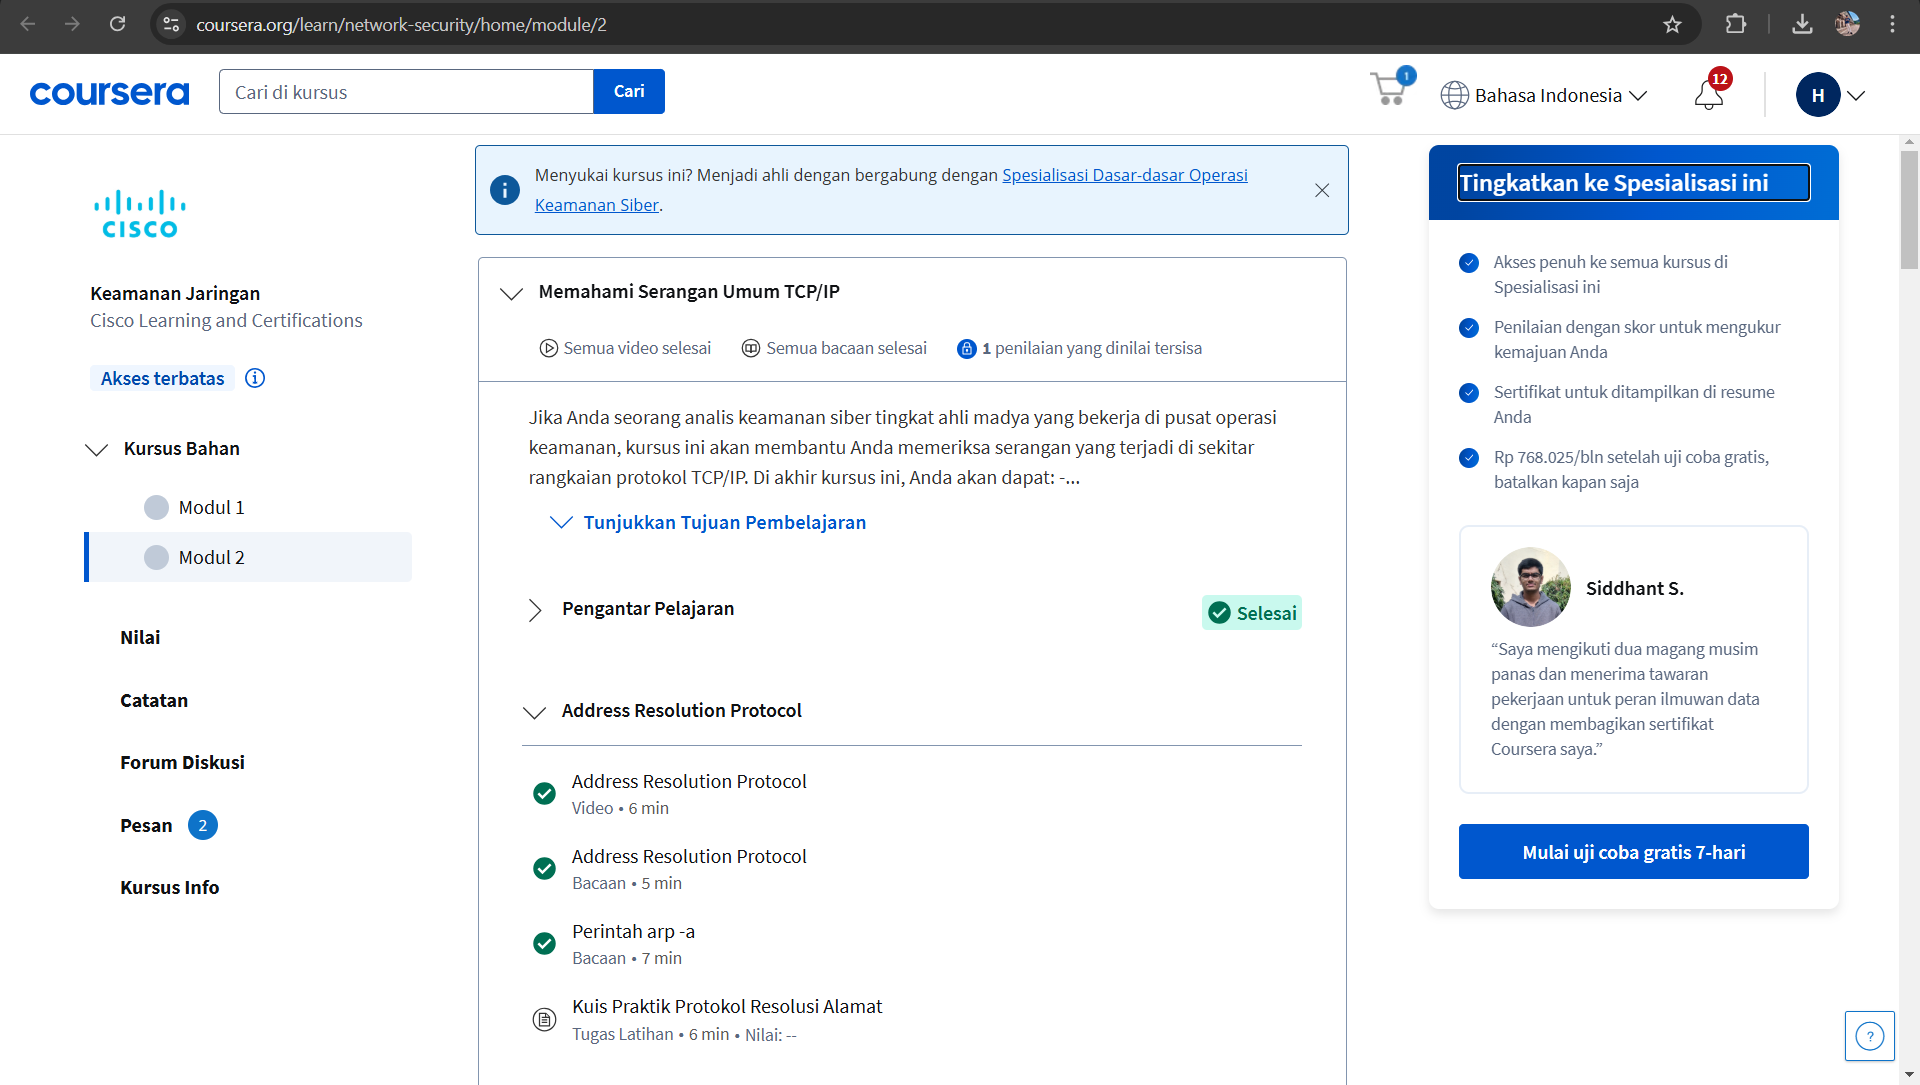 coursera.org/learn/network-security/home/module/2
coursera
Cari di kursus
Cari
1
Bahasa Indonesia
12
H
CISCO
Keamanan Jaringan
Cisco Learning and Certifications
Akses terbatas
Kursus Bahan
Modul 1
Modul 2
Nilai
Catatan
Forum Diskusi
Pesan 2
Kursus Info
Menyukai kursus ini? Menjadi ahli dengan bergabung dengan Spesialisasi Dasar-dasar Operasi
Keamanan Siber.
Memahami Serangan Umum TCP/IP
Semua video selesai
Semua bacaan selesai
1 penilaian yang dinilai tersisa
Jika Anda seorang analis keamanan siber tingkat ahli madya yang bekerja di pusat operasi
keamanan, kursus ini akan membantu Anda memeriksa serangan yang terjadi di sekitar
rangkaian protokol TCP/IP. Di akhir kursus ini, Anda akan dapat: -...
Tunjukkan Tujuan Pembelajaran
Pengantar Pelajaran
Selesai
Address Resolution Protocol
Address Resolution Protocol
Video • 6 min
Address Resolution Protocol
Bacaan • 5 min
Perintah arp -a
Bacaan • 7 min
Kuis Praktik Protokol Resolusi Alamat
Tugas Latihan • 6 min • Nilai: --
Tingkatkan ke Spesialisasi ini
Akses penuh ke semua kursus di
Spesialisasi ini
Penilaian dengan skor untuk mengukur
kemajuan Anda
Sertifikat untuk ditampilkan di resume
Anda
Rp 768.025/bln setelah uji coba gratis,
batalkan kapan saja
Siddhant S.
“Saya mengikuti dua magang musim
panas dan menerima tawaran
pekerjaan untuk peran ilmuwan data
dengan membagikan sertifikat
Coursera saya.”
Mulai uji coba gratis 7-hari
?